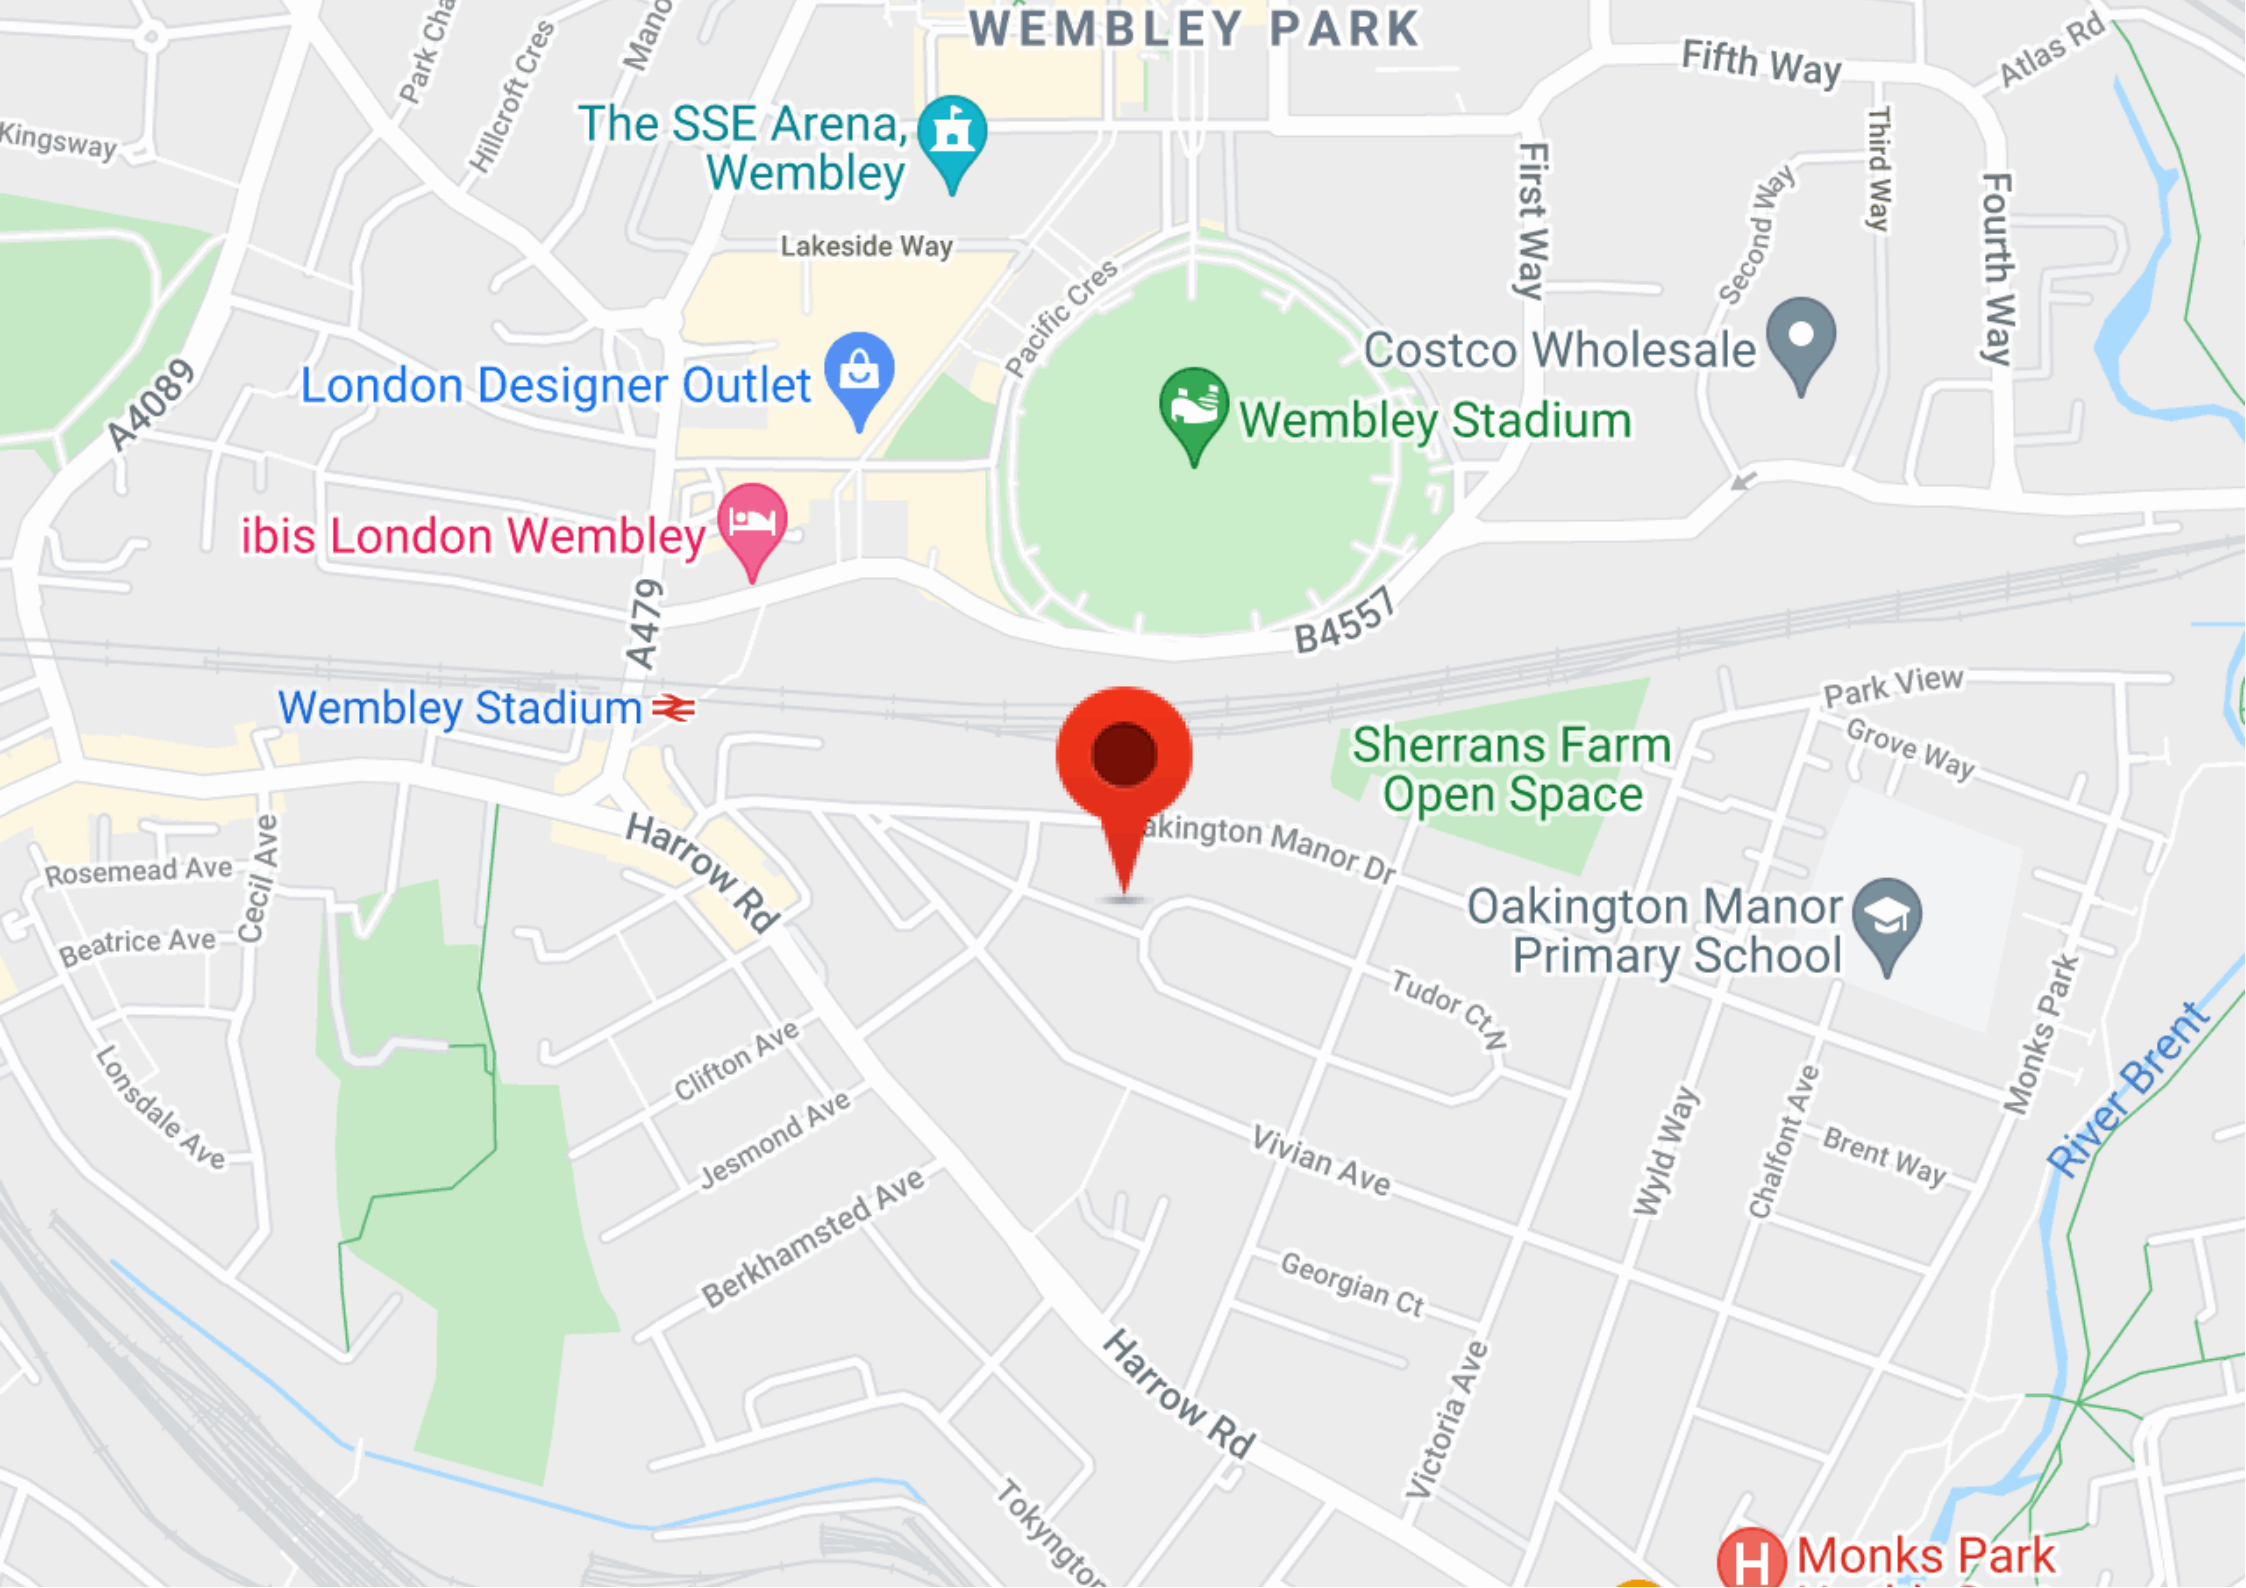 WEMBLEY PARK
Park Cha
Hillcroft Cres
Mano
Kingsway
The SSE Arena,
Wembley
Fifth Way
Atlas Rd
Third Way
Second Way
First Way
Fourth Way
Lakeside Way
Pacific Cres
A4089
London Designer Outlet
Costco Wholesale
Wembley Stadium
ibis London Wembley
A479
B4557
Wembley Stadium
Park View
Grove Way
Sherrans Farm
Open Space
akington Manor Dr
Harrow Rd
Rosemead Ave
Cecil Ave
Beatrice Ave
Oakington Manor
Primary School
Tudor Ct N
Monks Park
Lonsdale Ave
Clifton Ave
Jesmond Ave
Berkhamsted Ave
Vivian Ave
Wyld Way
Chalfont Ave
Brent Way
River Brent
Georgian Ct
Harrow Rd
Victoria Ave
Tokyngton
H Monks Park